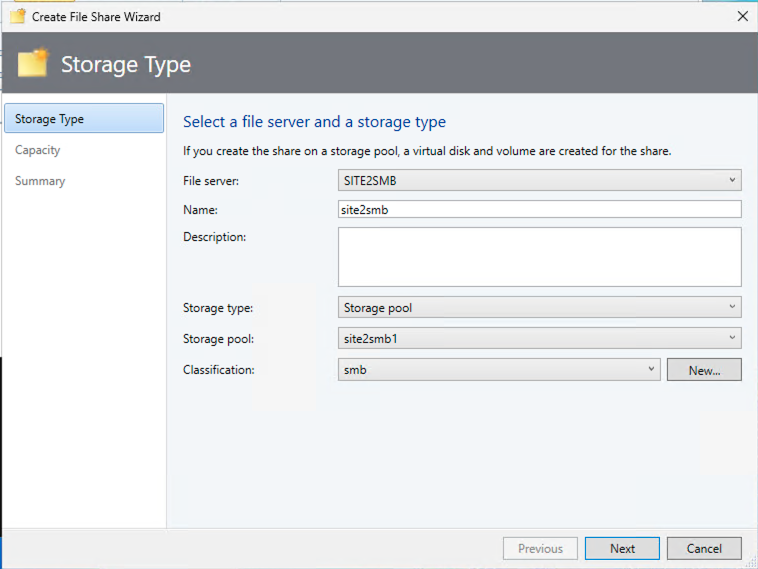 Create File Share Wizard
Storage Type
Storage Type
Capacity
Summary
Select a file server and a storage type
If you create the share on a storage pool, a virtual disk and volume are created for the share.
File server: SITE2SMB
Name: site2smb
Description:
Storage type: Storage pool
Storage pool: site2smb1
Classification: smb New...
Previous Next Cancel